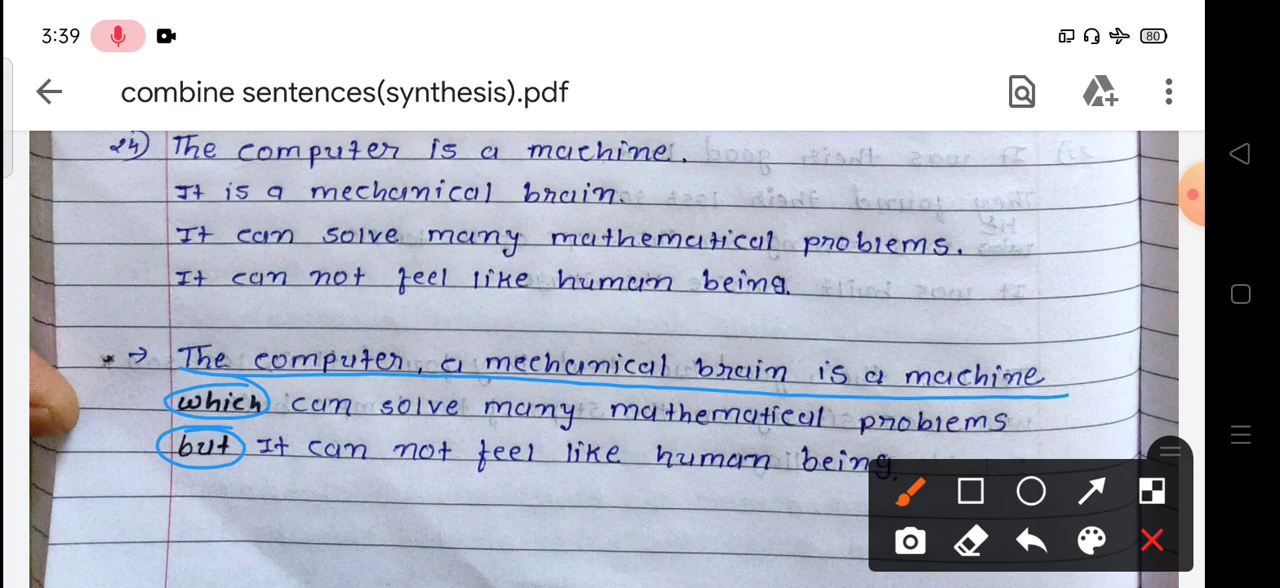 3:39
80
combine sentences(synthesis).pdf
24) The computer is a machine.
It is a mechanical brain.
It can solve many mathematical problems.
It can not feel like human being.
→ The computer, a mechanical brain is a machine
which can solve many mathematical problems
but It can not feel like human being.